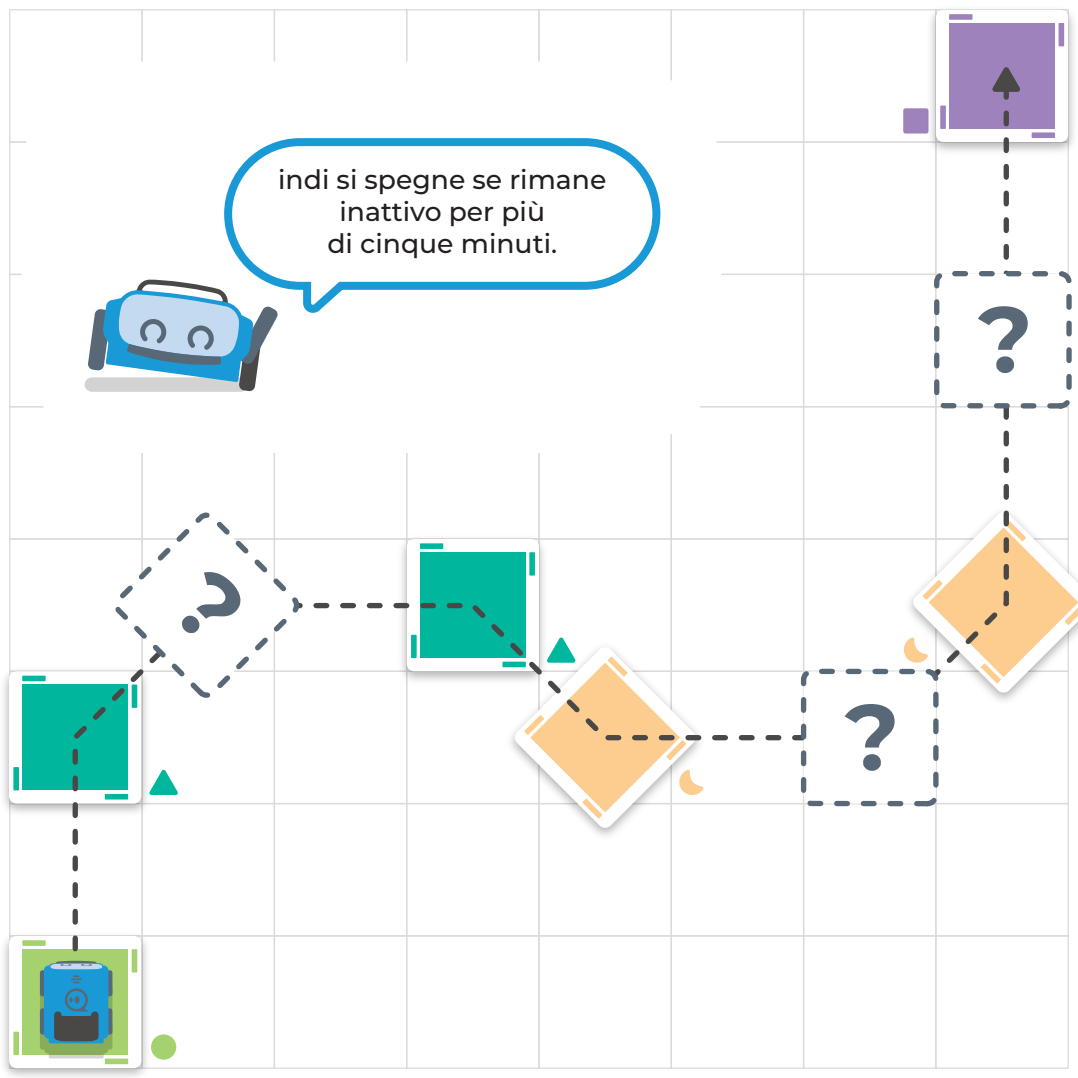 indi si spegne se rimane
inattivo per più
di cinque minuti.
?
?
?
?